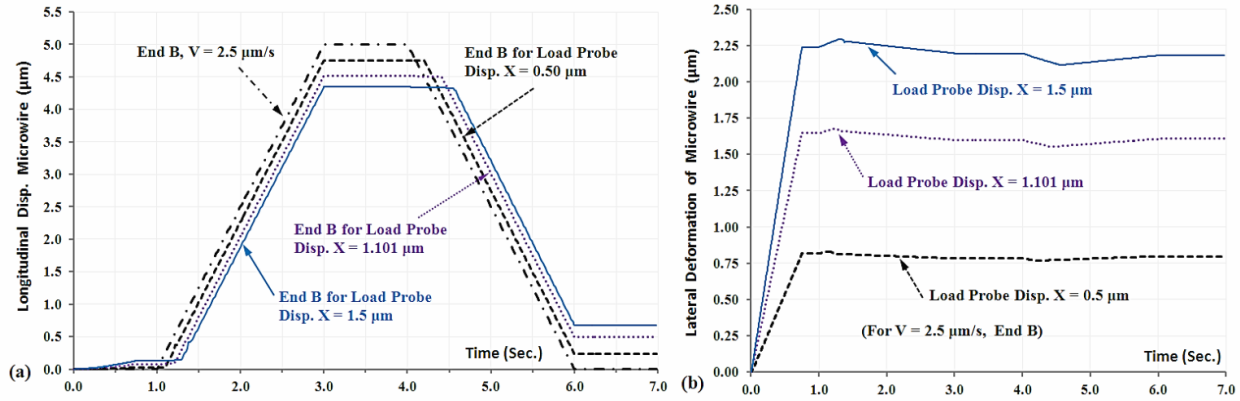 Longitudinal Disp. Microwire (μm)
5.0
4.5
4.0
3.5
3.0
2.5
2.0
1.5
1.0
0.5
0.0
End B, V = 2.5 μm/s
End B for Load Probe
Disp. X = 0.50 μm
End B for Load Probe
Disp. X = 1.101 μm
End B for Load Probe
Disp. X = 1.5 μm
Time (Sec.)
(a)
0.0 1.0 2.0 3.0 4.0 5.0 6.0 7.0
Lateral Deformation of Microwire (μm)
2.50
2.25
2.00
1.75
1.50
1.25
1.00
0.75
0.50
0.25
0.00
Load Probe Disp. X = 1.5 μm
Load Probe Disp. X = 1.101 μm
Load Probe Disp. X = 0.5 μm
(For V = 2.5 μm/s, End B)
Time (Sec.)
(b)
0.0 1.0 2.0 3.0 4.0 5.0 6.0 7.0